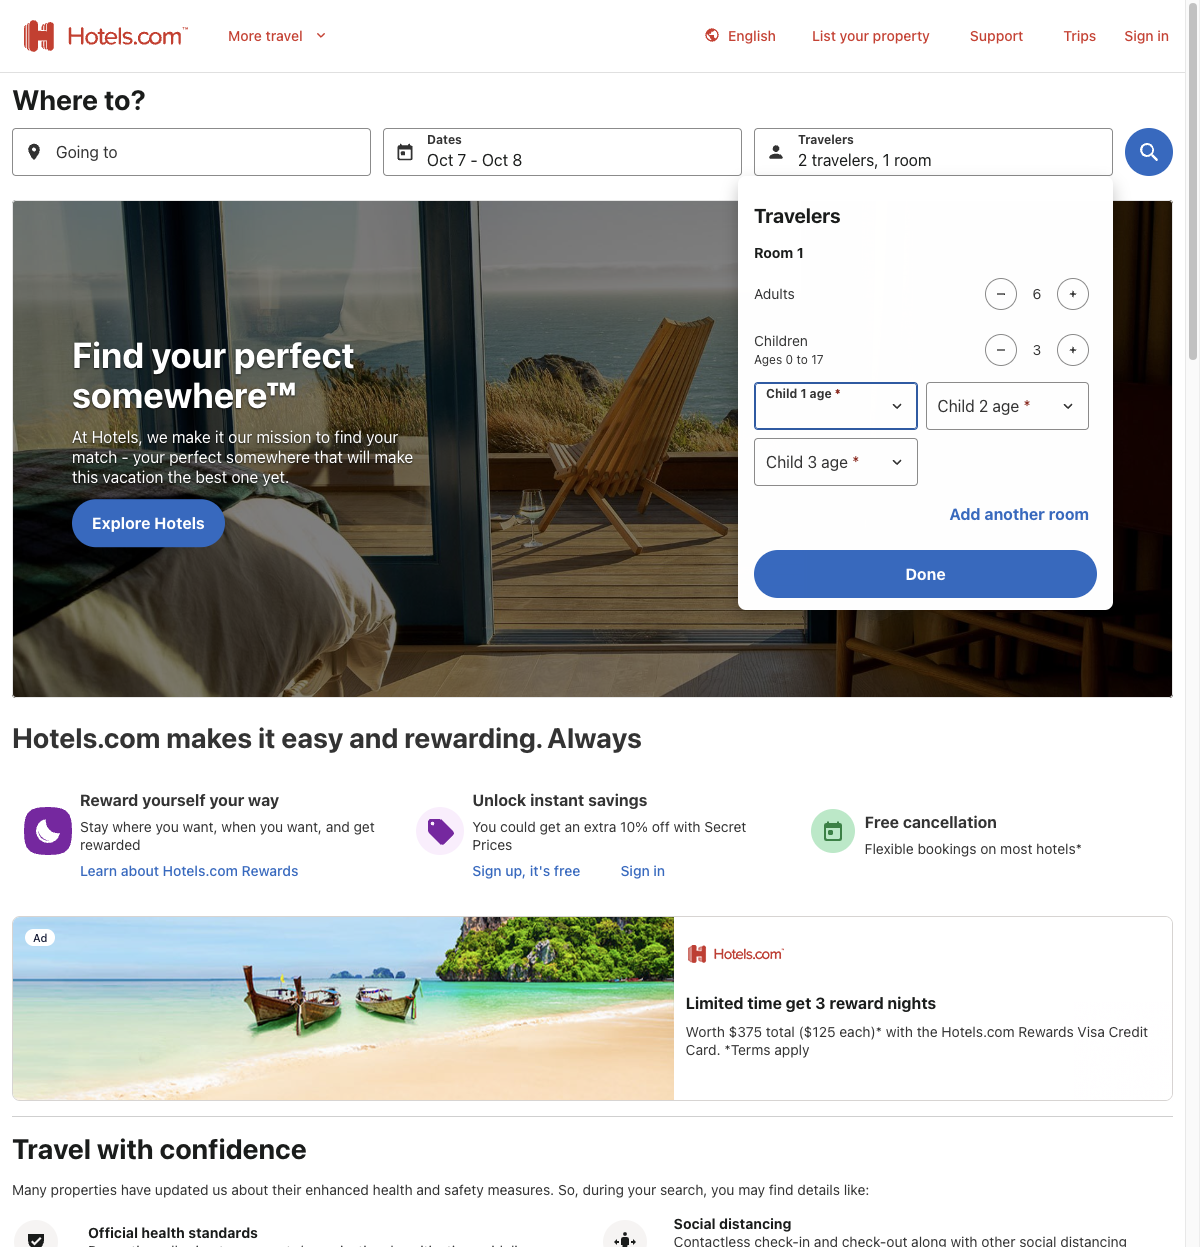 Hotels.com™
More travel
English
List your property
Support
Trips
Sign in
Where to?
Going to
Dates
Oct 7 - Oct 8
Travelers
2 travelers, 1 room
Travelers
Room 1
Adults
6
Children
Ages 0 to 17
3
Child 1 age *
Child 2 age *
Child 3 age *
Add another room
Done
Find your perfect
somewhere™
At Hotels, we make it our mission to find your
match - your perfect somewhere that will make
this vacation the best one yet.
Explore Hotels
Hotels.com makes it easy and rewarding. Always
Reward yourself your way
Stay where you want, when you want, and get
rewarded
Learn about Hotels.com Rewards
Unlock instant savings
You could get an extra 10% off with Secret
Prices
Sign up, it's free
Sign in
Free cancellation
Flexible bookings on most hotels*
Ad
Hotels.com
Limited time get 3 reward nights
Worth $375 total ($125 each)* with the Hotels.com Rewards Visa Credit
Card. *Terms apply
Travel with confidence
Many properties have updated us about their enhanced health and safety measures. So, during your search, you may find details like:
Official health standards
Social distancing
Contactless check-in and check-out along with other social distancing